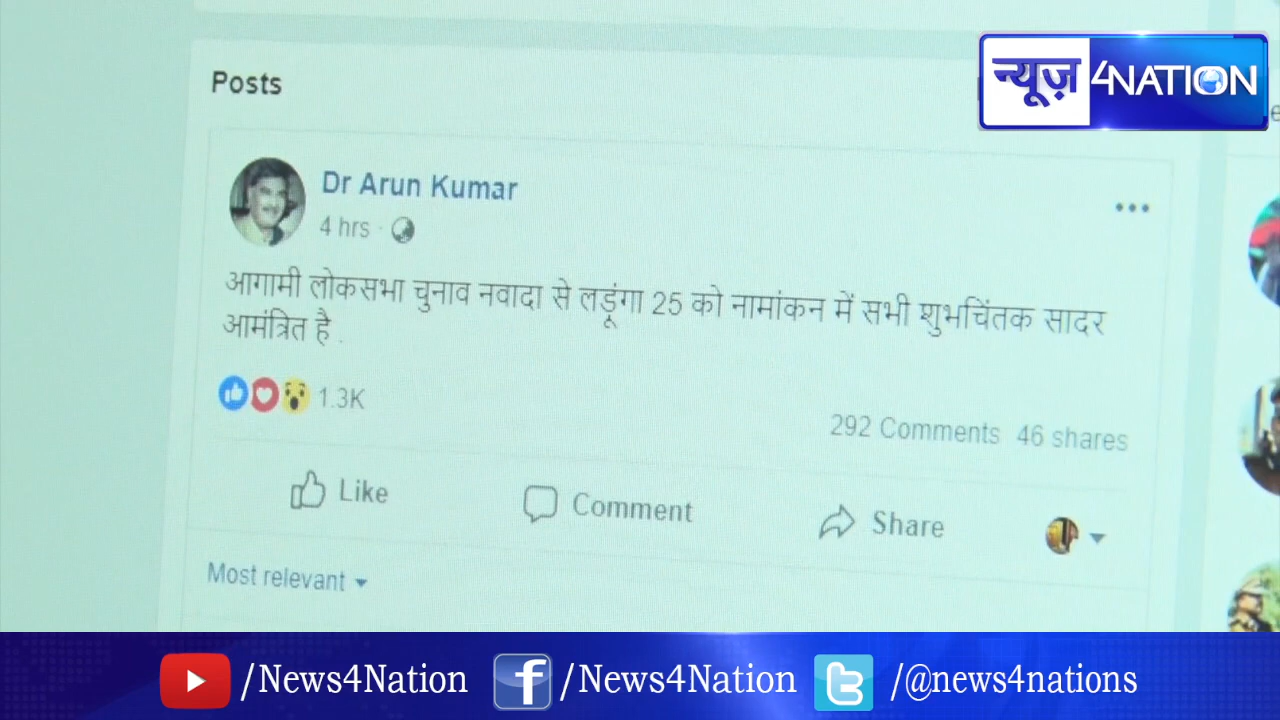 न्यूज़ 4NATION
Posts
Dr Arun Kumar
4 hrs
आगामी लोकसभा चुनाव नवादा से लड़ूंगा 25 को नामांकन में सभी शुभचिंतक सादर
आमंत्रित है .
1.3K
292 Comments 46 shares
Like Comment Share
Most relevant
/News4Nation /News4Nation /@news4nations